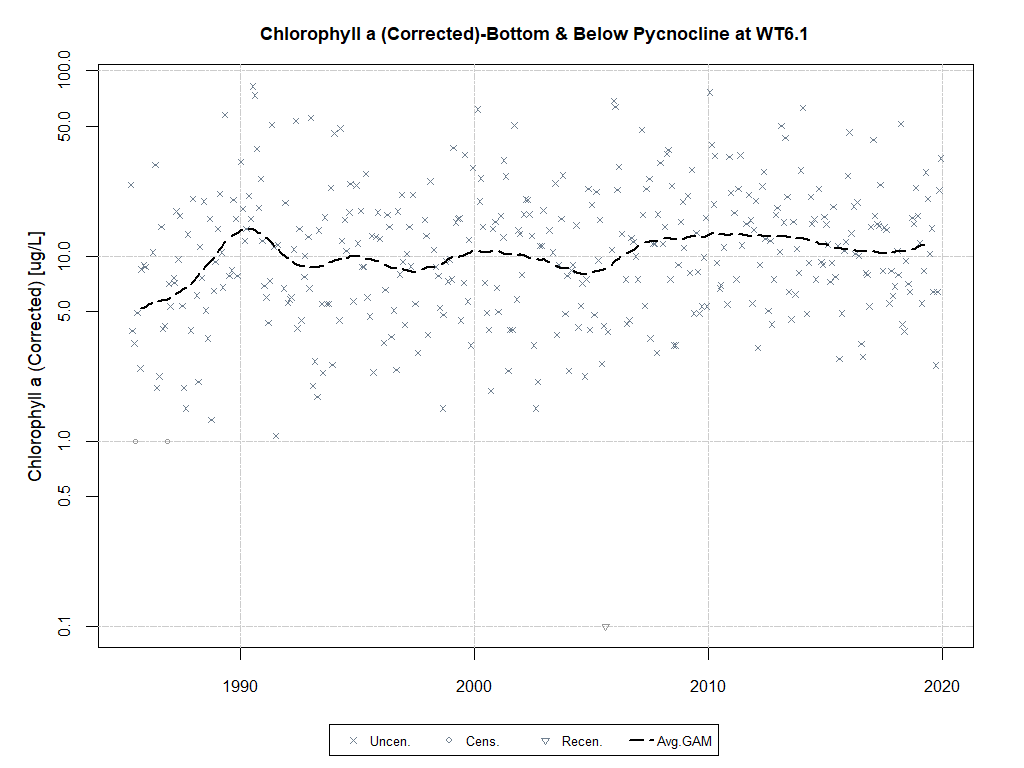 Chlorophyll a (Corrected)-Bottom & Below Pycnocline at WT6.1
Chlorophyll a (Corrected) [ug/L]
100.0
50.0
10.0
5.0
1.0
0.5
0.1
1990
2000
2010
2020
Uncen.
Cens.
Recen.
Avg.GAM